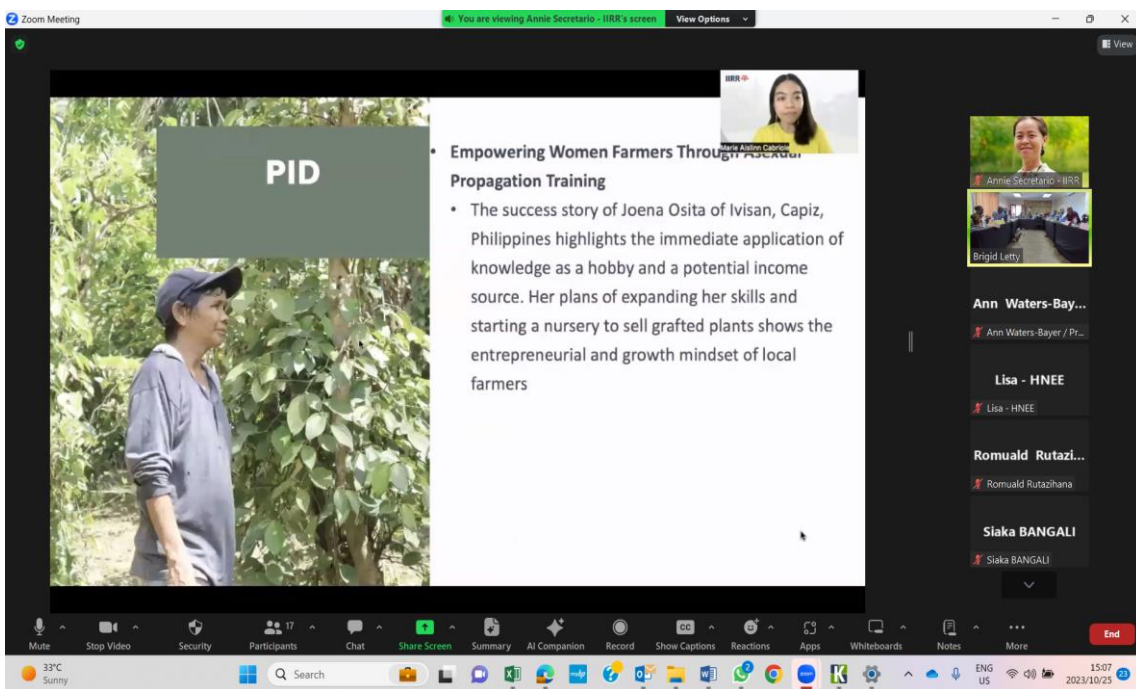 Zoom Meeting
You are viewing Annie Secretario - IIRR's screen
View Options
View
PID
Empowering Women Farmers Through Asexual
Propagation Training
The success story of Joena Osita of Ivisan, Capiz,
Philippines highlights the immediate application of
knowledge as a hobby and a potential income
source. Her plans of expanding her skills and
starting a nursery to sell grafted plants shows the
entrepreneurial and growth mindset of local
farmers
IIRR
Marie Aislinn Cabriole
Annie Secretario - IIRR
Brigid Letty
Ann Waters-Bay...
Ann Waters-Bayer / Pr...
Lisa - HNEE
Lisa - HNEE
Romuald Rutazi...
Romuald Rutazihana
Siaka BANGALI
Siaka BANGALI
Mute
Stop Video
Security
17
Participants
Chat
Share Screen
Summary
AI Companion
Record
CC
Show Captions
Reactions
Apps
Whiteboards
Notes
More
End
33°C
Sunny
Search
ENG
US
15:07
2023/10/25
23